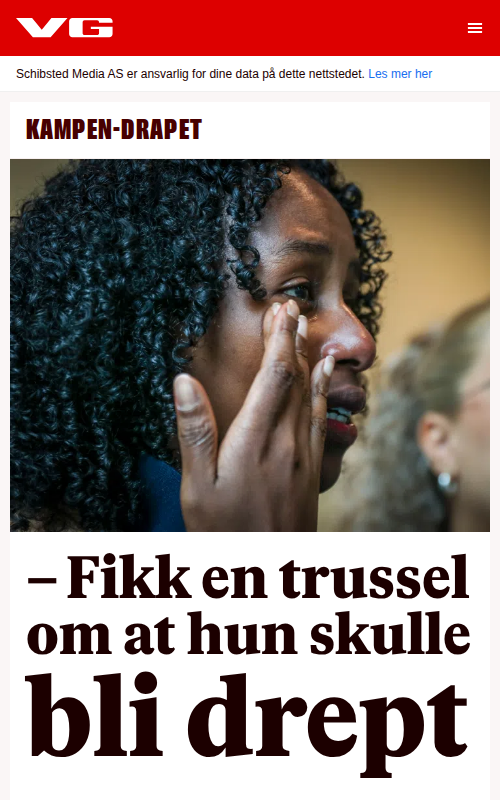 VG
Schibsted Media AS er ansvarlig for dine data på dette nettstedet. Les mer her
KAMPEN-DRAPET
– Fikk en trussel
om at hun skulle
bli drept